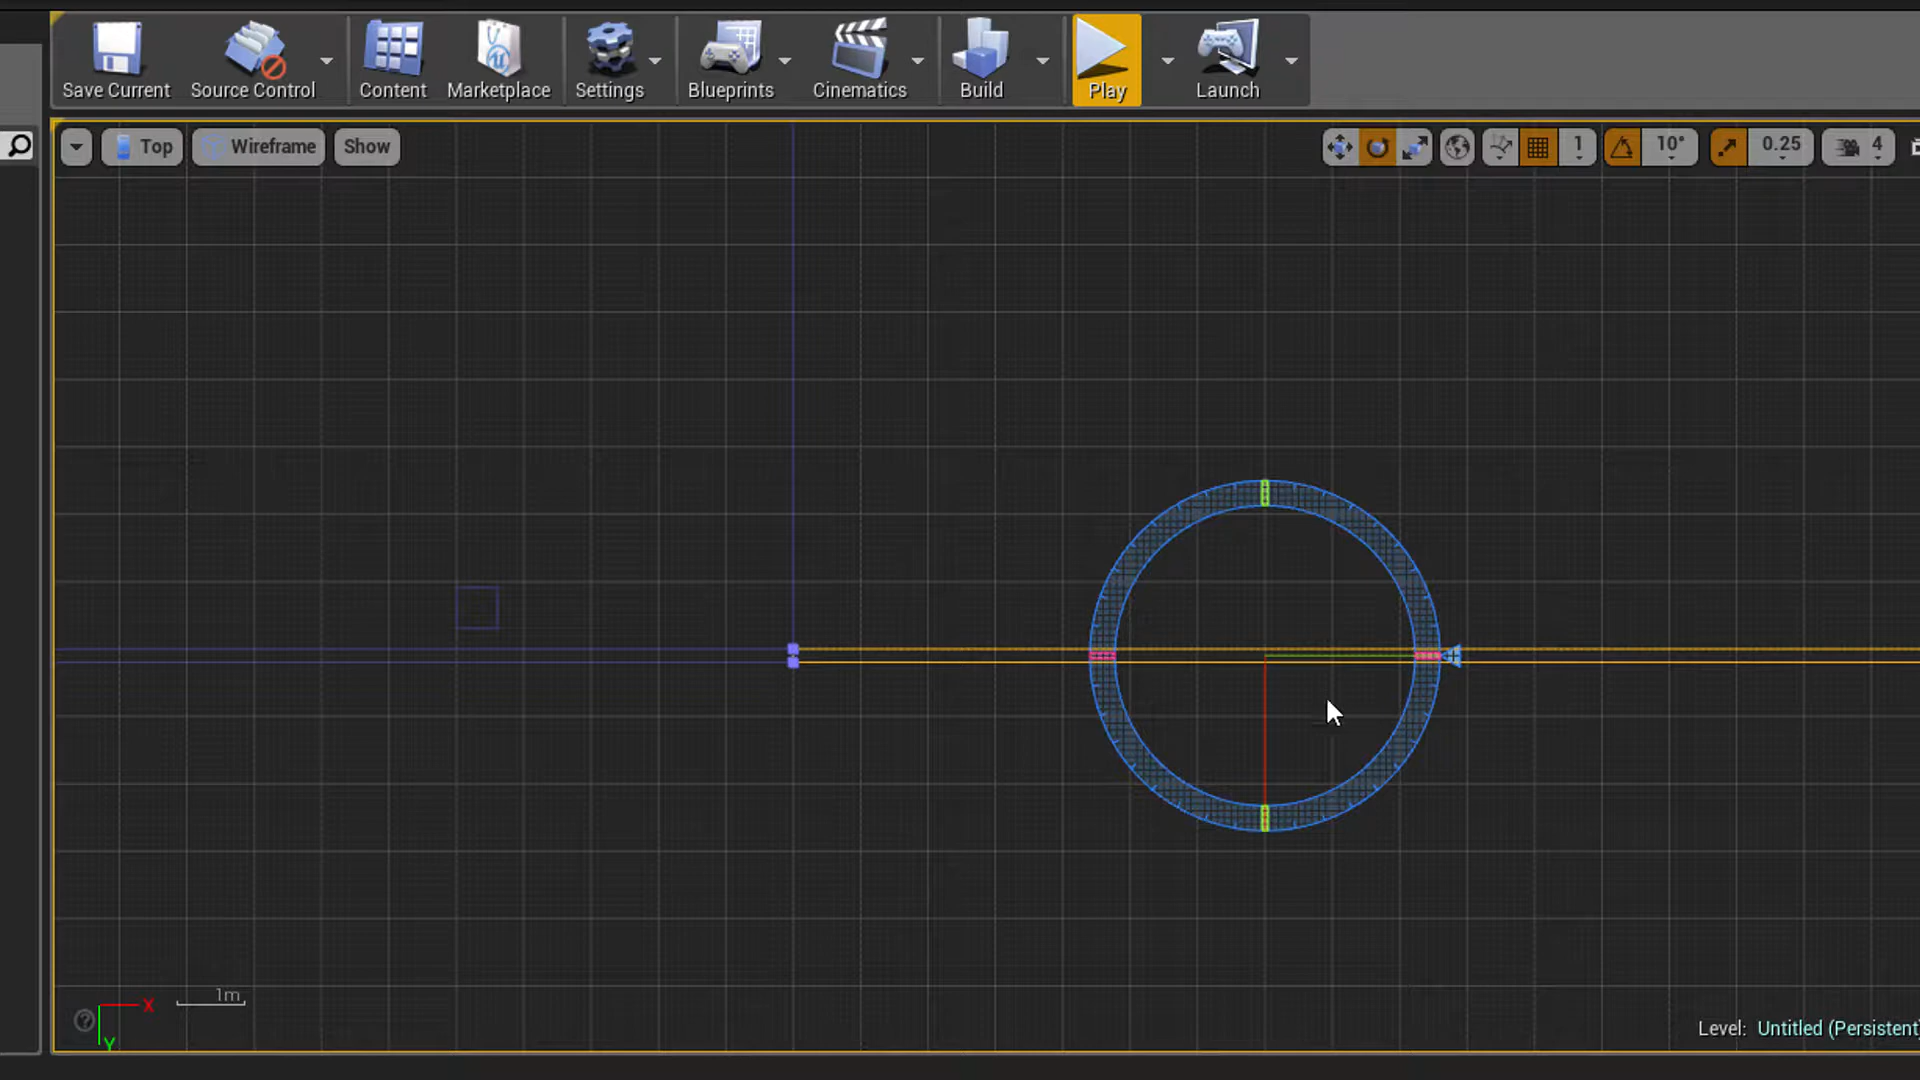 Save Current Source Control Content Marketplace Settings Blueprints Cinematics Build Play Launch
Top Wireframe Show 1 10° 0.25 4
1m
X
Y
Level: Untitled (Persistent